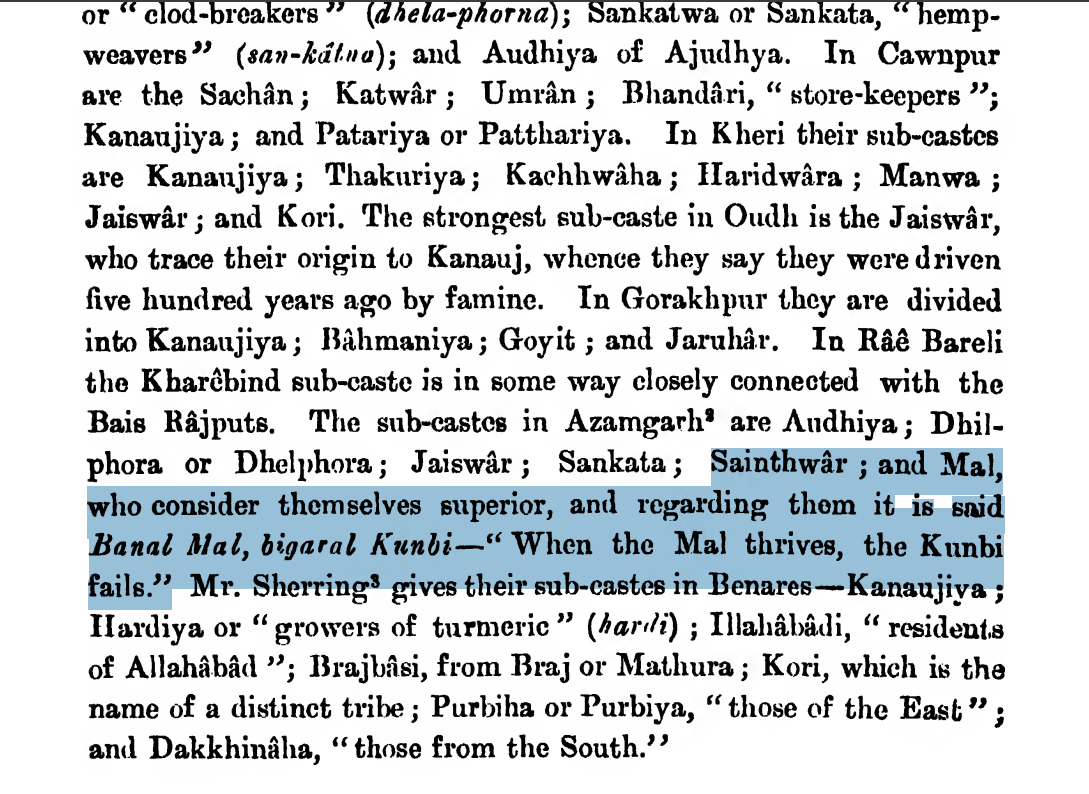 or “ clod-breakers ” (dhela-phorna); Sankatwa or Sankata, “ hemp-
weavers” (san-kátna); and Audhiya of Ajudhya. In Cawnpur
are the Sachân ; Katwâr ; Umrân ; Bhandâri, “ store-keepers ”;
Kanaujiya ; and Patariya or Patthariya. In Kheri their sub-castes
are Kanaujiya ; Thakuriya ; Kachhwâha ; Haridwâra ; Manwa ;
Jaiswâr ; and Kori. The strongest sub-caste in Oudh is the Jaiswâr,
who trace their origin to Kanauj, whence they say they were driven
five hundred years ago by famine. In Gorakhpur they are divided
into Kanaujiya ; Bâhmaniya ; Goyit ; and Jaruhâr. In Râê Bareli
the Kharêbind sub-caste is in some way closely connected with the
Bais Râjputs. The sub-castes in Azamgarh² are Audhiya ; Dhil-
phora or Dhelphora ; Jaiswâr ; Sankata ; Sainthwâr ; and Mal,
who consider themselves superior, and regarding them it is said
Banal Mal, bigaral Kunbi—“ When the Mal thrives, the Kunbi
fails.” Mr. Sherring³ gives their sub-castes in Benares—Kanaujiya ;
Hardiya or “ growers of turmeric ” (hardi) ; Illahâbâdi, “ residents
of Allahâbâd ”; Brajbâsi, from Braj or Mathura ; Kori, which is the
name of a distinct tribe ; Purbiha or Purbiya, “ those of the East ” ;
and Dakkhinâha, “ those from the South.”